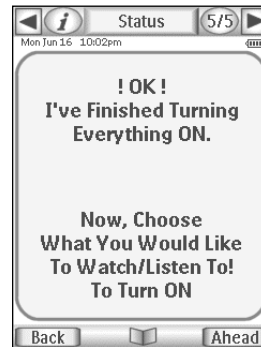 i Status 5/5
Mon Jun 16 10:02pm
! OK !
I've Finished Turning
Everything ON.
Now, Choose
What You Would Like
To Watch/Listen To!
To Turn ON
Back Ahead